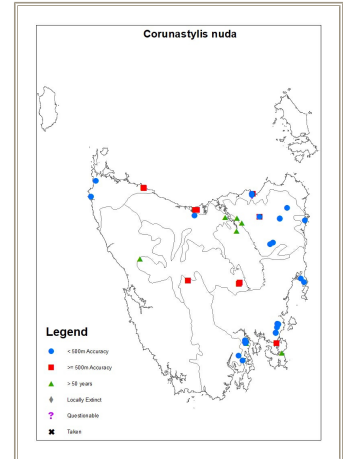 Corunastylis nuda
Legend
< 500m Accuracy
>= 500m Accuracy
> 50 years
Locally Extinct
? Questionable
Taken